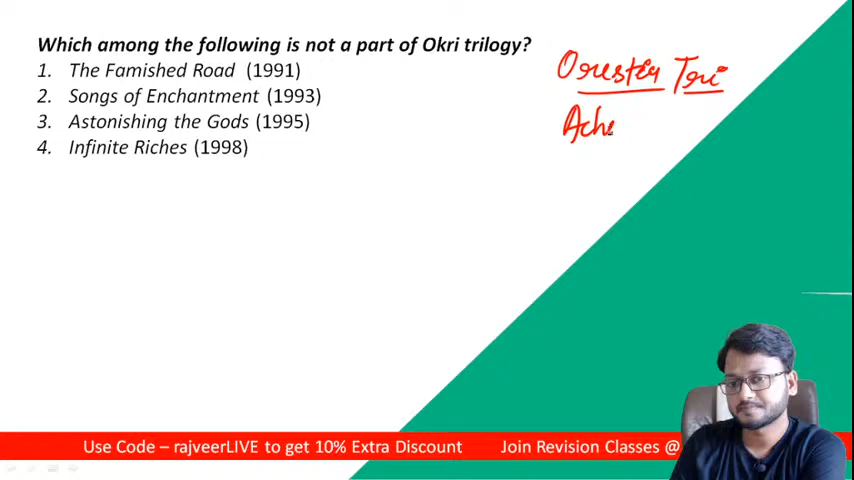 Which among the following is not a part of Okri trilogy?
1. The Famished Road (1991)
2. Songs of Enchantment (1993)
3. Astonishing the Gods (1995)
4. Infinite Riches (1998)
Oresteia Tri
Ache
Use Code – rajveerLIVE to get 10% Extra Discount Join Revision Classes @